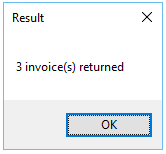 Result
3 invoice(s) returned
OK